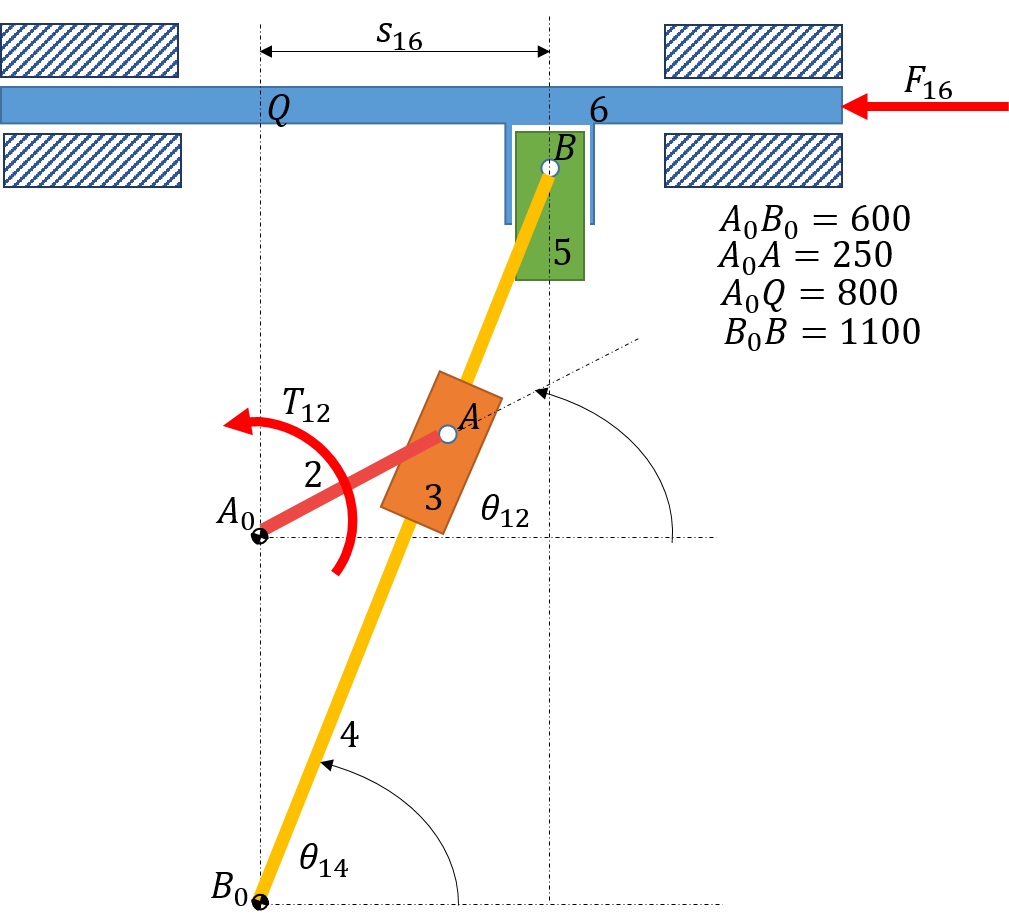 s₁₆
F₁₆
Q
6
B
A₀B₀ = 600
A₀A = 250
A₀Q = 800
B₀B = 1100
5
T₁₂
A
2
3
A₀
θ₁₂
4
θ₁₄
B₀